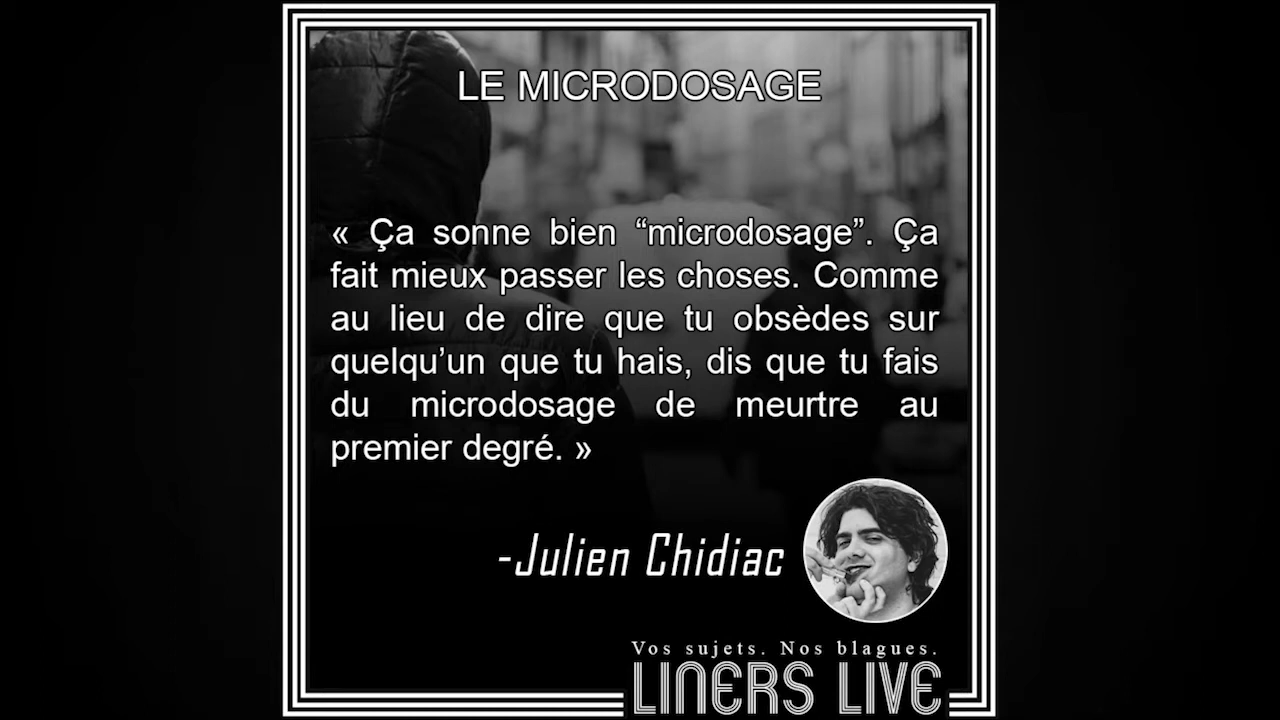 LE MICRODOSAGE
« Ça sonne bien “microdosage”. Ça
fait mieux passer les choses. Comme
au lieu de dire que tu obsèdes sur
quelqu’un que tu hais, dis que tu fais
du microdosage de meurtre au
premier degré. »
-Julien Chidiac
Vos sujets. Nos blagues.
LINERS LIVE